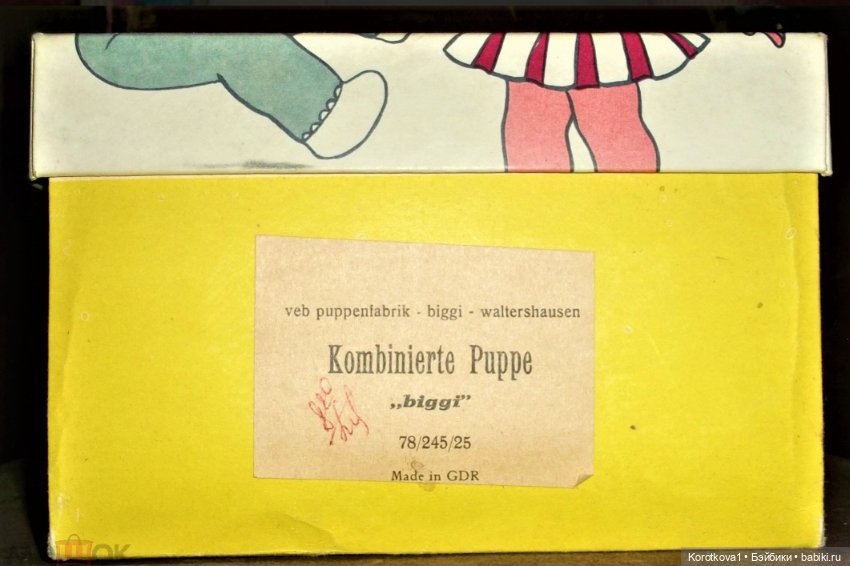 veb puppenfabrik - biggi - waltershausen
Kombinierte Puppe
„biggi”
78/245/25
Made in GDR
Korotkova1 • Бэйбики • babiki.ru